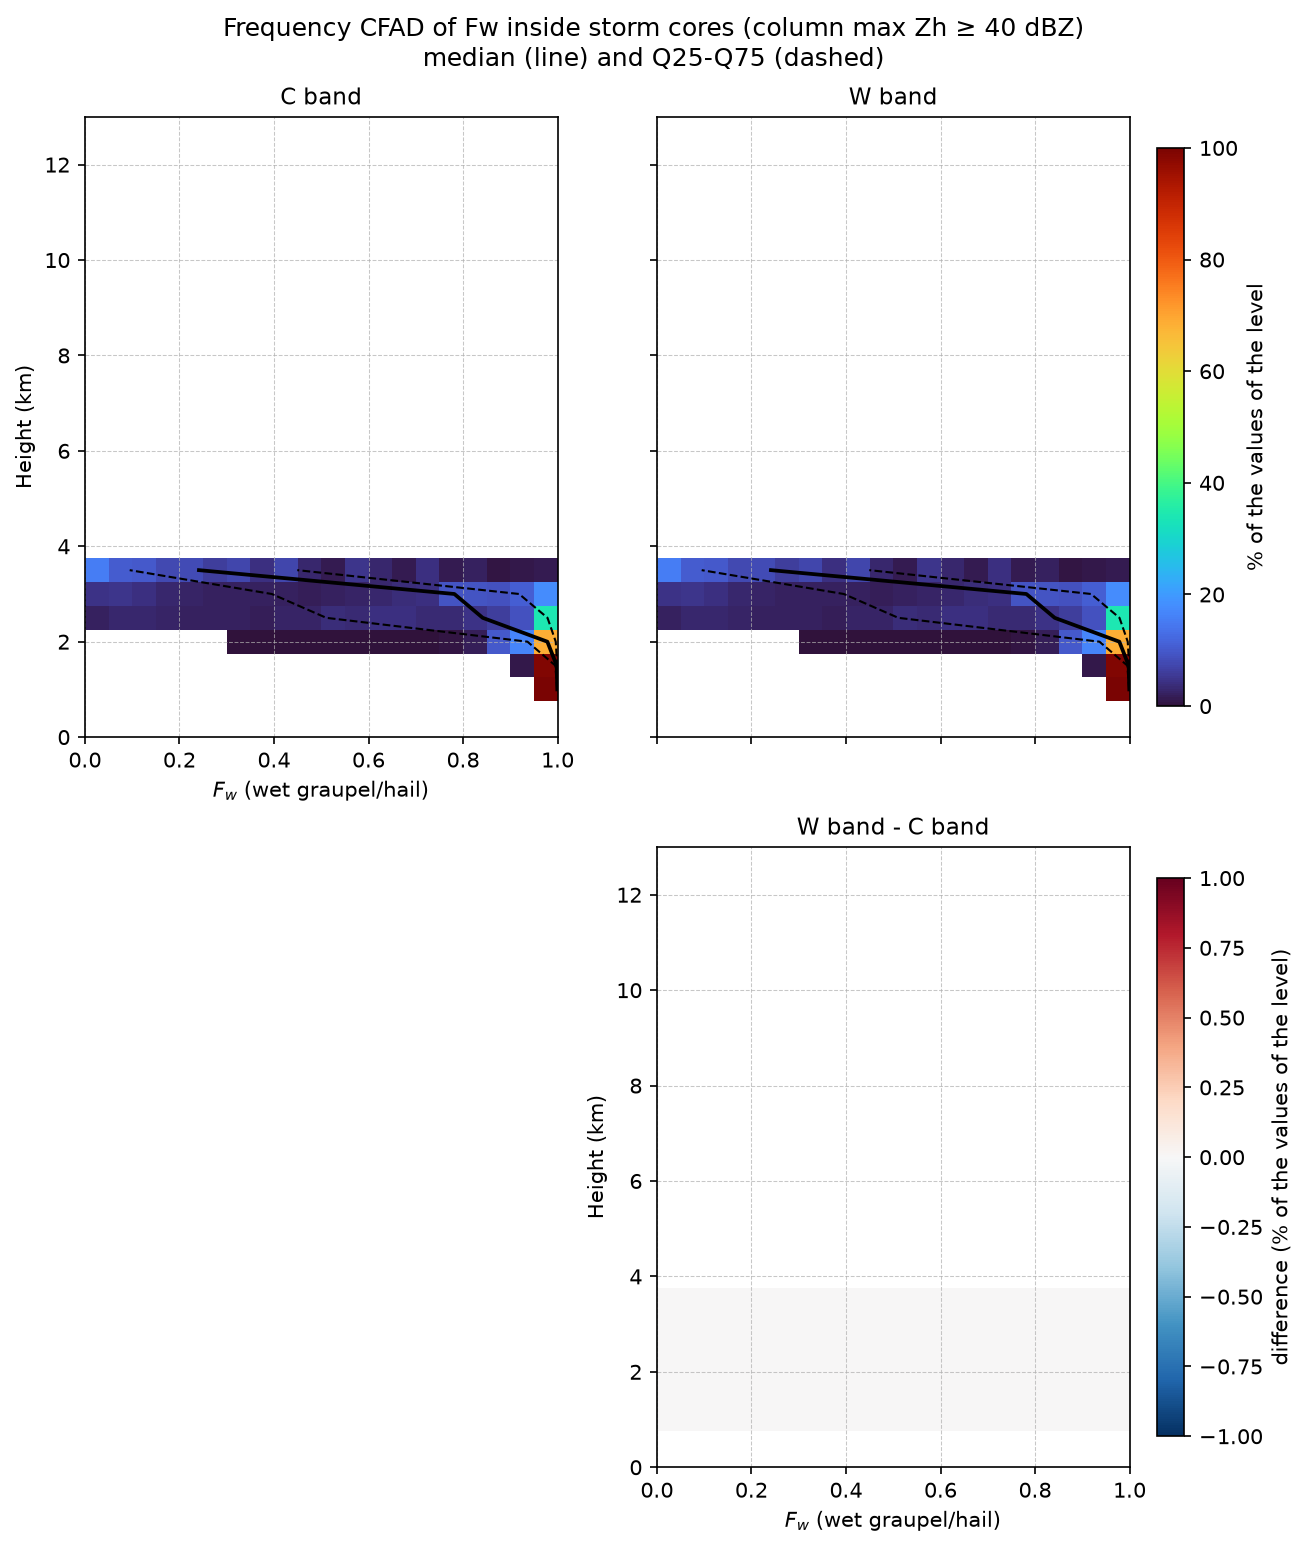 Frequency CFAD of Fw inside storm cores (column max Zh ≥ 40 dBZ)
median (line) and Q25-Q75 (dashed)
C band
W band
12
10
8
6
4
2
0
Height (km)
0.0 0.2 0.4 0.6 0.8 1.0
F_w (wet graupel/hail)
100
80
60
40
20
0
% of the values of the level
W band - C band
12
10
8
6
4
2
0
Height (km)
0.0 0.2 0.4 0.6 0.8 1.0
F_w (wet graupel/hail)
1.00
0.75
0.50
0.25
0.00
−0.25
−0.50
−0.75
−1.00
difference (% of the values of the level)